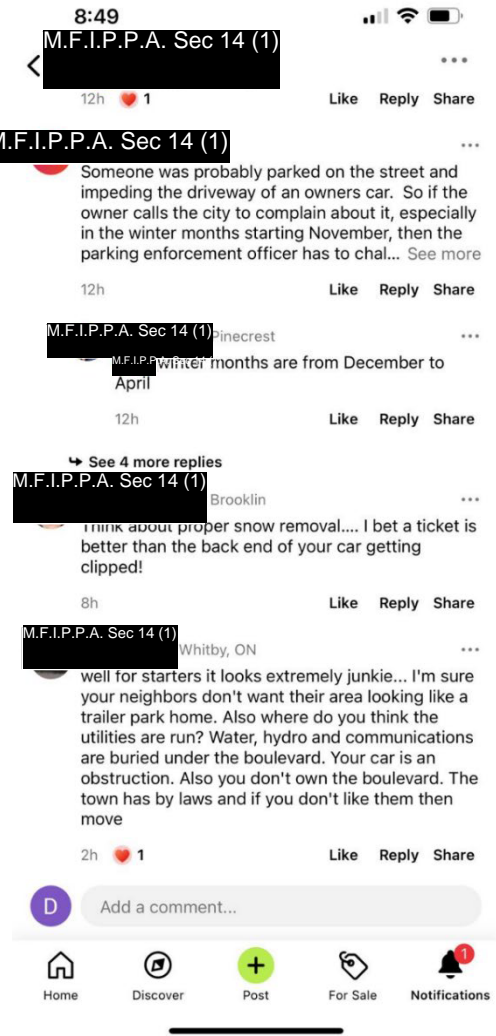 8:49
M.F.I.P.P.A. Sec 14 (1)
12h 1 Like Reply Share
M.F.I.P.P.A. Sec 14 (1)
Someone was probably parked on the street and
impeding the driveway of an owners car. So if the
owner calls the city to complain about it, especially
in the winter months starting November, then the
parking enforcement officer has to chal... See more
12h Like Reply Share
M.F.I.P.P.A. Sec 14 (1) Pinecrest
winter months are from December to
April
12h Like Reply Share
See 4 more replies
M.F.I.P.P.A. Sec 14 (1) Brooklin
Think about proper snow removal.... I bet a ticket is
better than the back end of your car getting
clipped!
8h Like Reply Share
M.F.I.P.P.A. Sec 14 (1) Whitby, ON
well for starters it looks extremely junkie... I'm sure
your neighbors don't want their area looking like a
trailer park home. Also where do you think the
utilities are run? Water, hydro and communications
are buried under the boulevard. Your car is an
obstruction. Also you don't own the boulevard. The
town has by laws and if you don't like them then
move
2h 1 Like Reply Share
D Add a comment...
1
Home Discover Post For Sale Notifications